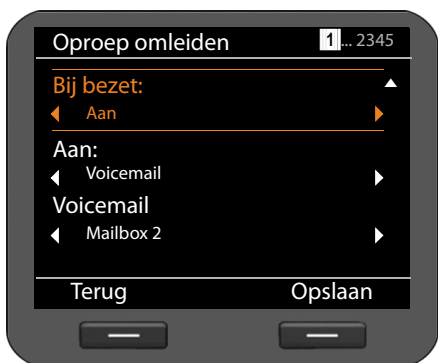 Oproep omleiden 1... 2345
Bij bezet:
Aan
Aan:
Voicemail
Voicemail
Mailbox 2
Terug Opslaan